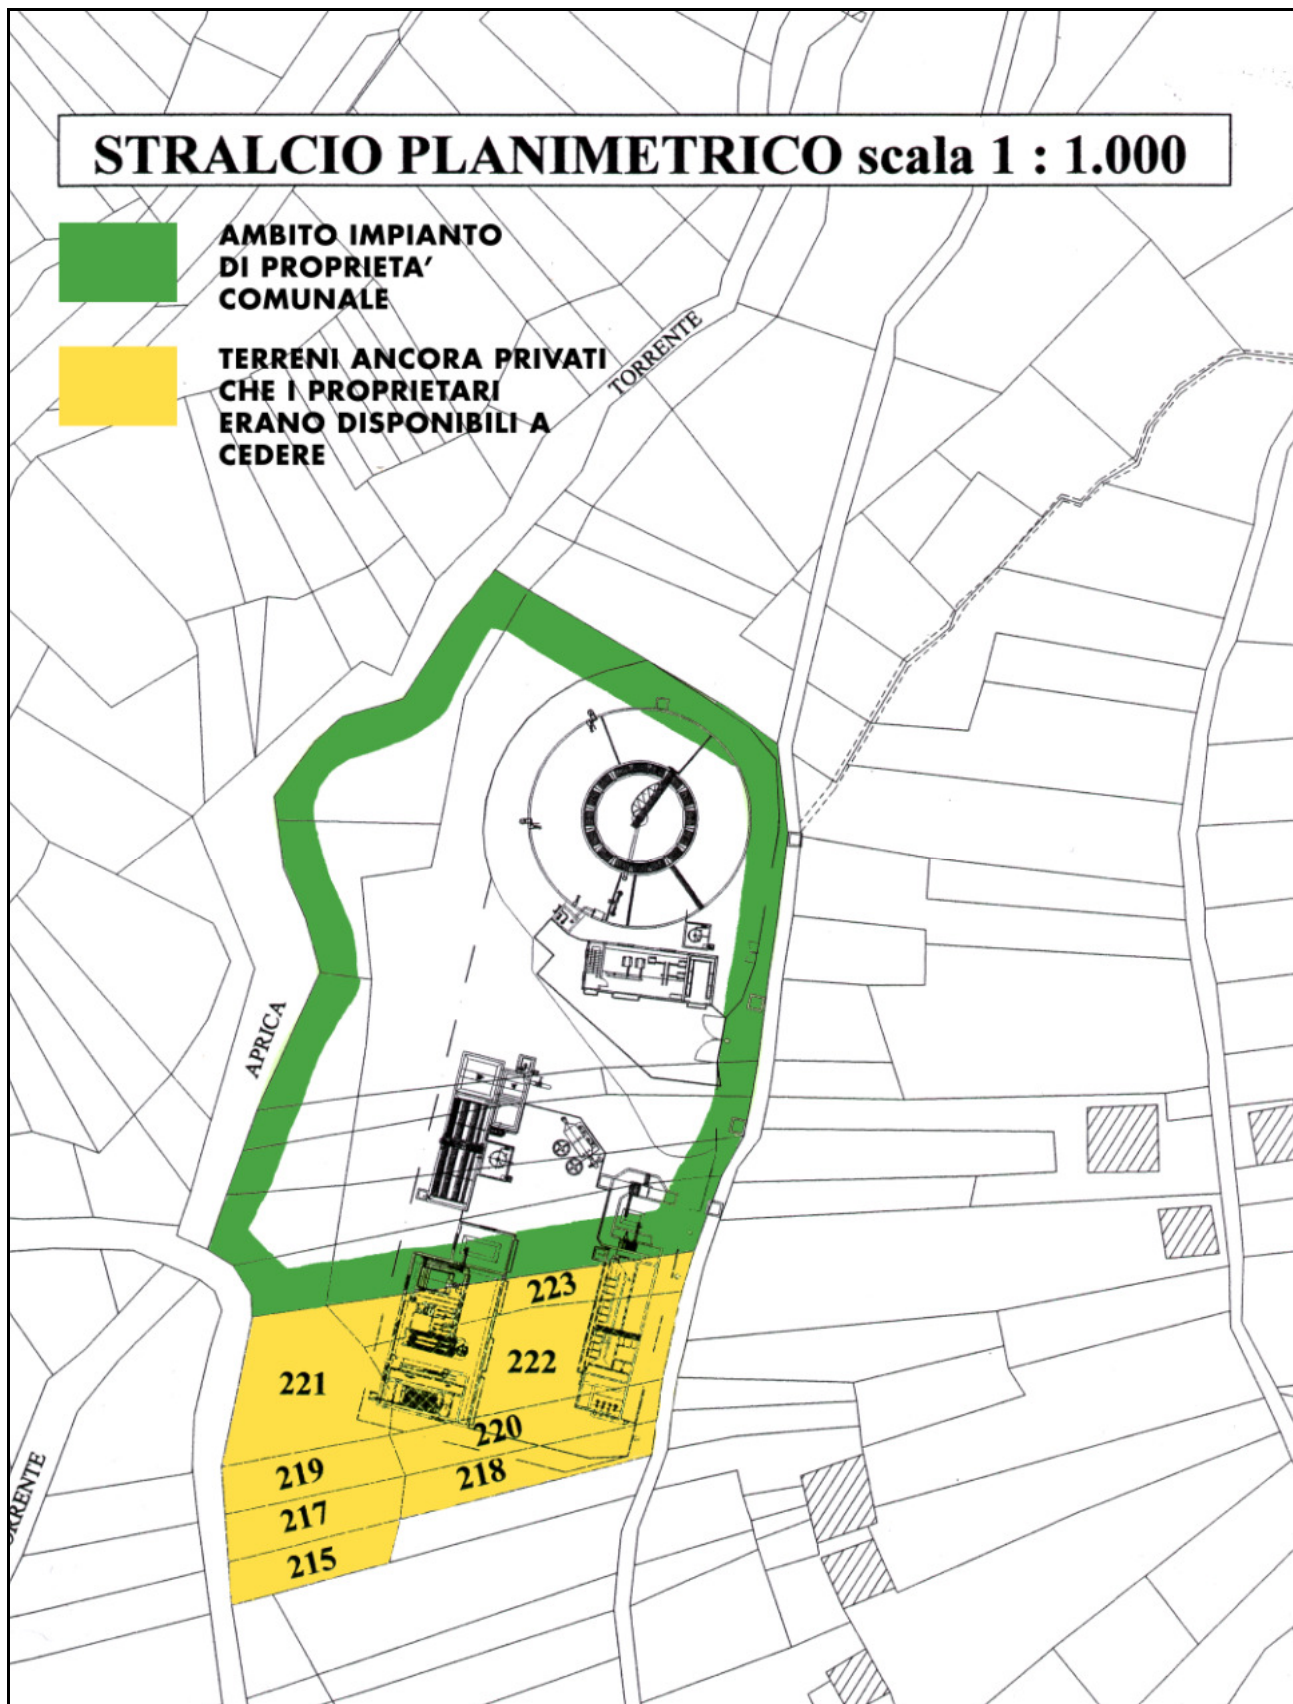 STRALCIO PLANIMETRICO scala 1 : 1.000
AMBITO IMPIANTO
DI PROPRIETA’
COMUNALE
TERRENI ANCORA PRIVATI
CHE I PROPRIETARI
ERANO DISPONIBILI A
CEDERE
TORRENTE
APRICA
223
222
221
220
219
218
217
215
ORRENTE